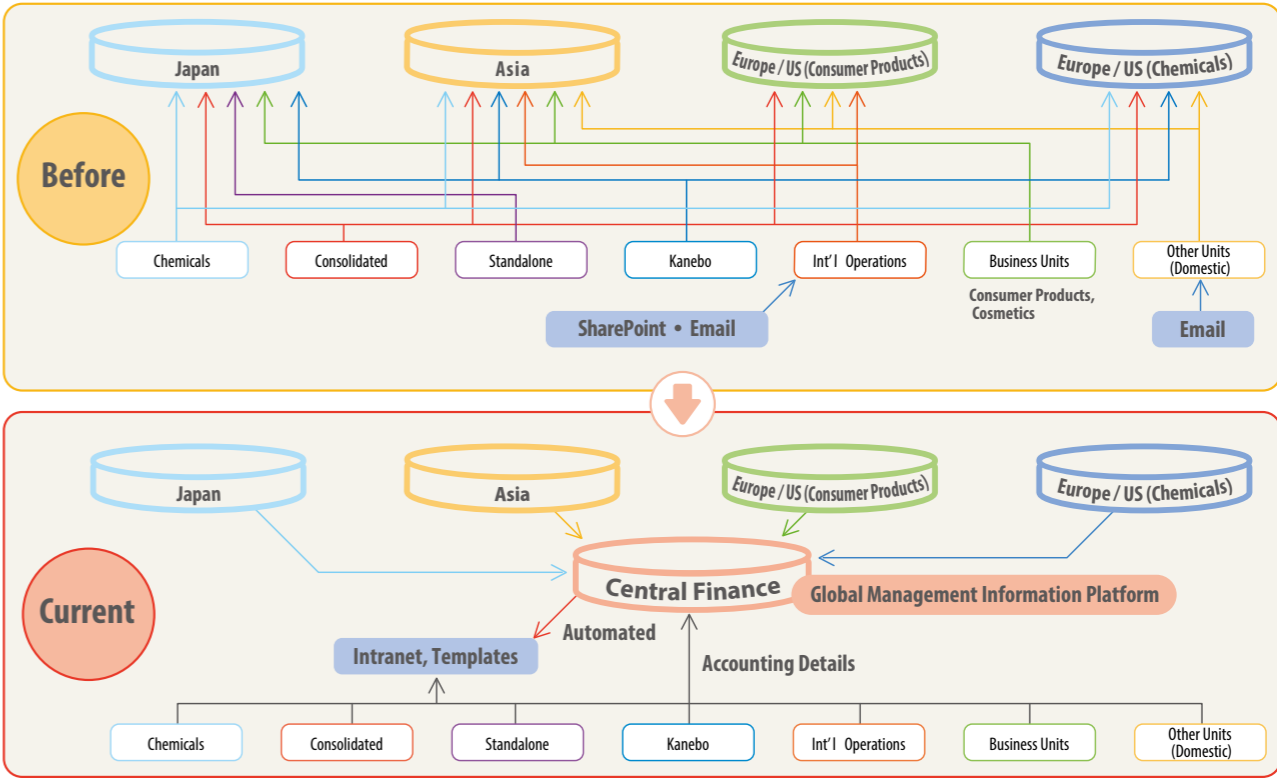 Japan
Asia
Europe / US (Consumer Products)
Europe / US (Chemicals)
Before
Chemicals
Consolidated
Standalone
Kanebo
Int' l Operations
Business Units
Other Units
(Domestic)
Consumer Products,
Cosmetics
SharePoint • Email
Email
Japan
Asia
Europe / US (Consumer Products)
Europe / US (Chemicals)
Central Finance
Global Management Information Platform
Current
Automated
Intranet, Templates
Accounting Details
Chemicals
Consolidated
Standalone
Kanebo
Int' l Operations
Business Units
Other Units
(Domestic)